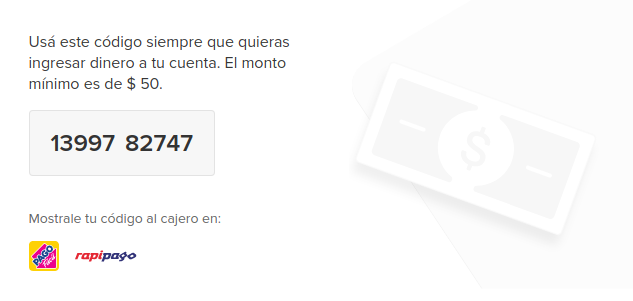 Usá este código siempre que quieras
ingresar dinero a tu cuenta. El monto
mínimo es de $ 50.
13997 82747
Mostrale tu código al cajero en:
PAGO
fácil
rapipago
$